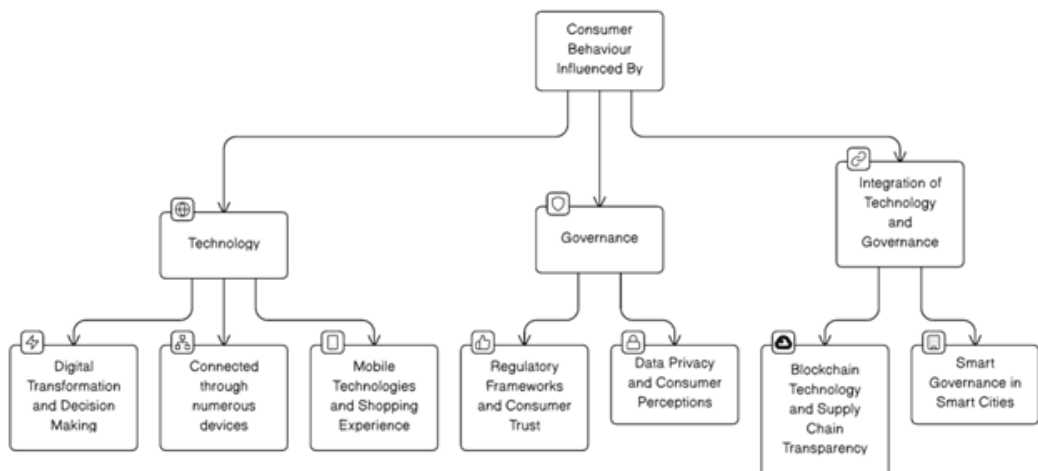 Consumer
Behaviour
Influenced By
Technology
Governance
Integration of
Technology
and
Governance
Digital
Transformation
and Decision
Making
Connected
through
numerous
devices
Mobile
Technologies
and Shopping
Experience
Regulatory
Frameworks
and Consumer
Trust
Data Privacy
and Consumer
Perceptions
Blockchain
Technology
and Supply
Chain
Transparency
Smart
Governance in
Smart Cities